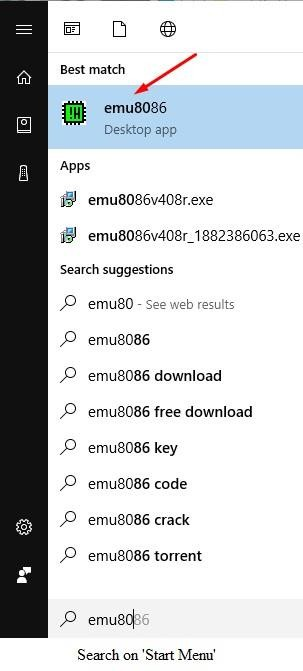 Best match
emu8086
Desktop app
Apps
emu8086v408r.exe
emu8086v408r_1882386063.exe
Search suggestions
emu80 - See web results
emu8086
emu8086 download
emu8086 free download
emu8086 key
emu8086 code
emu8086 crack
emu8086 torrent
emu8086
Search on 'Start Menu'